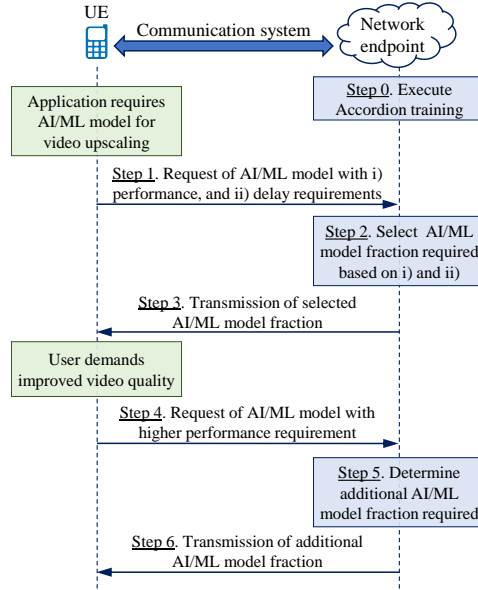 UE
Communication system
Network
endpoint
Application requires
AI/ML model for
video upscaling
Step 0. Execute
Accordion training
Step 1. Request of AI/ML model with i)
performance, and ii) delay requirements
Step 2. Select AI/ML
model fraction required
based on i) and ii)
Step 3. Transmission of selected
AI/ML model fraction
User demands
improved video quality
Step 4. Request of AI/ML model with
higher performance requirement
Step 5. Determine
additional AI/ML
model fraction required
Step 6. Transmission of additional
AI/ML model fraction